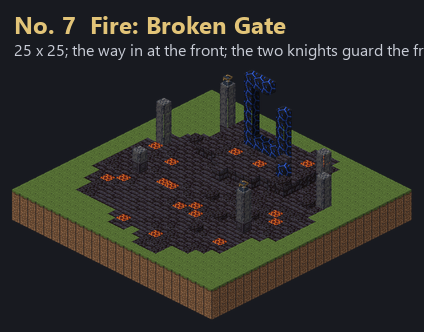 No. 7 Fire: Broken Gate
25 x 25; the way in at the front; the two knights guard the fr